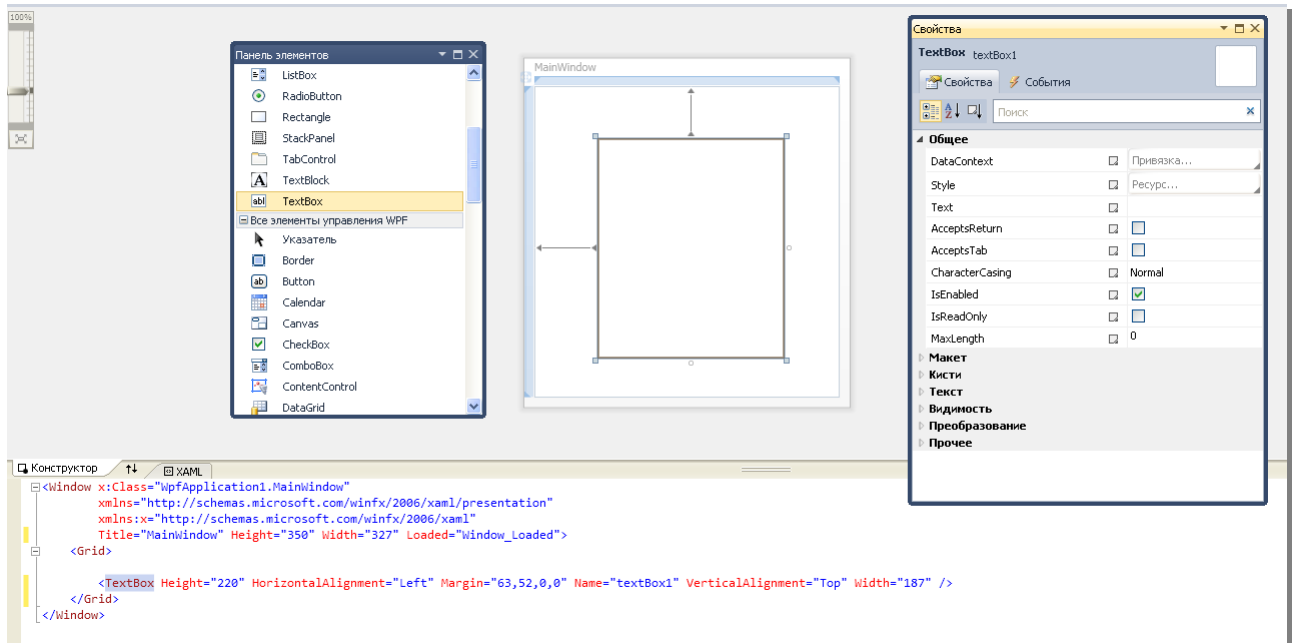 100%
Панель элементов
ListBox
RadioButton
Rectangle
StackPanel
TabControl
TextBlock
TextBox
Все элементы управления WPF
Указатель
Border
Button
Calendar
Canvas
CheckBox
ComboBox
ContentControl
DataGrid
MainWindow
Свойства
TextBox textBox1
Свойства События
Поиск
Общее
DataContext Привязка...
Style Ресурс...
Text
AcceptsReturn
AcceptsTab
CharacterCasing Normal
IsEnabled
IsReadOnly
MaxLength 0
Макет
Кисти
Текст
Видимость
Преобразование
Прочее
Конструктор XAML
<Window x:Class="WpfApplication1.MainWindow"
xmlns="http://schemas.microsoft.com/winfx/2006/xaml/presentation"
xmlns:x="http://schemas.microsoft.com/winfx/2006/xaml"
Title="MainWindow" Height="350" Width="327" Loaded="Window_Loaded">
<Grid>
<TextBox Height="220" HorizontalAlignment="Left" Margin="63,52,0,0" Name="textBox1" VerticalAlignment="Top" Width="187" />
</Grid>
</Window>